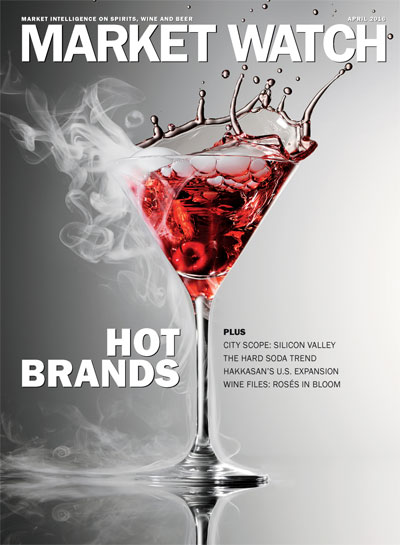 MARKET INTELLIGENCE ON SPIRITS, WINE AND BEER
APRIL 2016
MARKET WATCH
HOT
BRANDS
PLUS
CITY SCOPE: SILICON VALLEY
THE HARD SODA TREND
HAKKASAN'S U.S. EXPANSION
WINE FILES: ROSÉS IN BLOOM